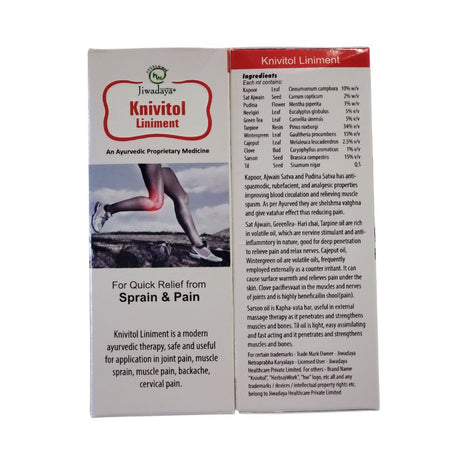 Jiwadaya®
Knivitol
Liniment
An Ayurvedic Proprietary Medicine
For Quick Relief from
Sprain & Pain
Knivitol Liniment is a modern
ayurvedic therapy, safe and useful
for application in joint pain, muscle
sprain, muscle pain, backache,
cervical pain.
Knivitol Liniment
Ingredients
Each ml contains:
Kapoor Leaf Cinnamomum camphora 10% w/v
Sat Ajwain Seed Carum copticum 2% w/v
Pudina Flower Mentha piperita 3% w/v
Neelgiri Leaf Eucalyptus globulus 5% v/v
Green Tea Leaf Camellia sinensis 5% v/v
Tarpine Resin Pinus roxburgi 34% v/v
Wintergreen Leaf Gaultheria procumbens 15% v/v
Cajeput Leaf Melaleuca leucadendron 2.5% v/v
Clove Bud Caryophyllus aromaticus 1% v/v
Sarson Seed Brassica compestris 15% v/v
Til Seed Sisamum nigar Q.S
Kapoor, Ajwain Satva and Pudina Satva has anti-
spasmodic, rubefacient, and analgesic properties
improving blood circulation and relieving muscle
spasm. As per Ayurved they are shelshma vatghna
and give vatahar effect thus reducing pain.
Sat Ajwain, GreenTea- Hari chai, Tarpine oil are rich
in volatile oil, which are nervine stimulant and anti-
inflammatory in nature, good for deep penetration
to relieve pain and relax nerves. Cajeput oil,
Wintergreen oil are volatile oils, frequently
employed externally as a counter irritant. It can
cause surface warmth and relieves pain under the
skin. Clove pacifiesvaat in the muscles and nerves
of joints and is highly beneficailin shool(pain).
Sarson oil is Kapha-vota har, useful in external
massage therapy as it penetrates and strengthens
muscles and bones. Til oil is light, easy assimilating
and fast acting and it penetrates and strengthens
muscles and bones.
For certain trademarks - Trade Mark Owner - Jiwadaya
Netraprabha Karyalaya - Licensed User - Jiwadaya
Healthcare Private Limited. For others - Brand Name
"Knivitol", "Herbs@Work", "hw" logo, etc all and any
trademarks / devices / intellectual property rights etc.
belong to Jiwadaya Healthcare Private Limited